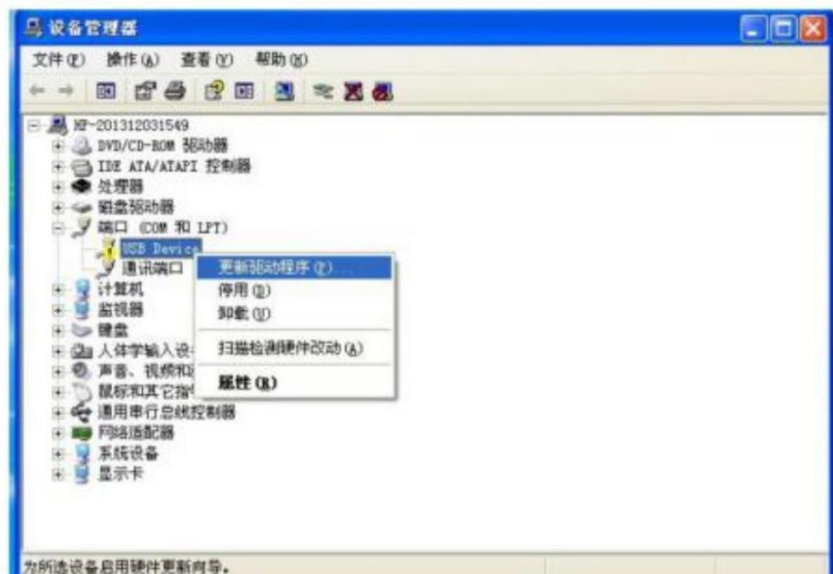 设备管理器
文件(F) 操作(A) 查看(V) 帮助(H)
HP-201312031549
DVD/CD-ROM 驱动器
IDE ATA/ATAPI 控制器
处理器
磁盘驱动器
端口 (COM 和 LPT)
USB Device
通讯端口
更新驱动程序(P)...
计算机
停用(D)
监视器
卸载(U)
键盘
人体学输入设
扫描检测硬件改动(A)
声音、视频和
属性(R)
鼠标和其它指
通用串行总线控制器
网络适配器
系统设备
显示卡
为所选设备启用硬件更新向导。